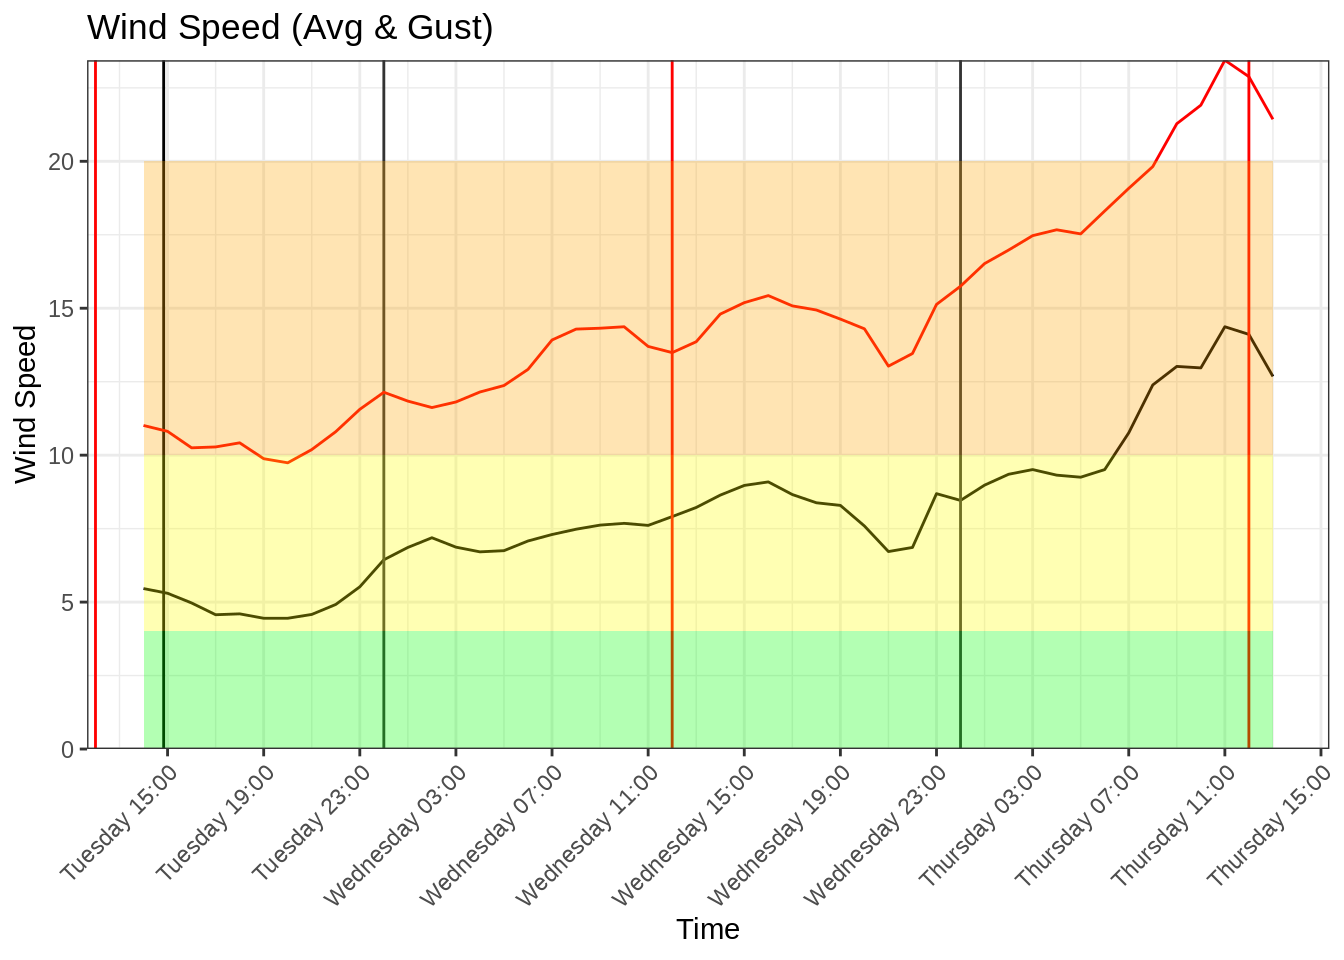 Wind Speed (Avg & Gust)
Wind Speed
20
15
10
5
0
Tuesday 15:00
Tuesday 19:00
Tuesday 23:00
Wednesday 03:00
Wednesday 07:00
Wednesday 11:00
Wednesday 15:00
Wednesday 19:00
Wednesday 23:00
Thursday 03:00
Thursday 07:00
Thursday 11:00
Thursday 15:00
Time